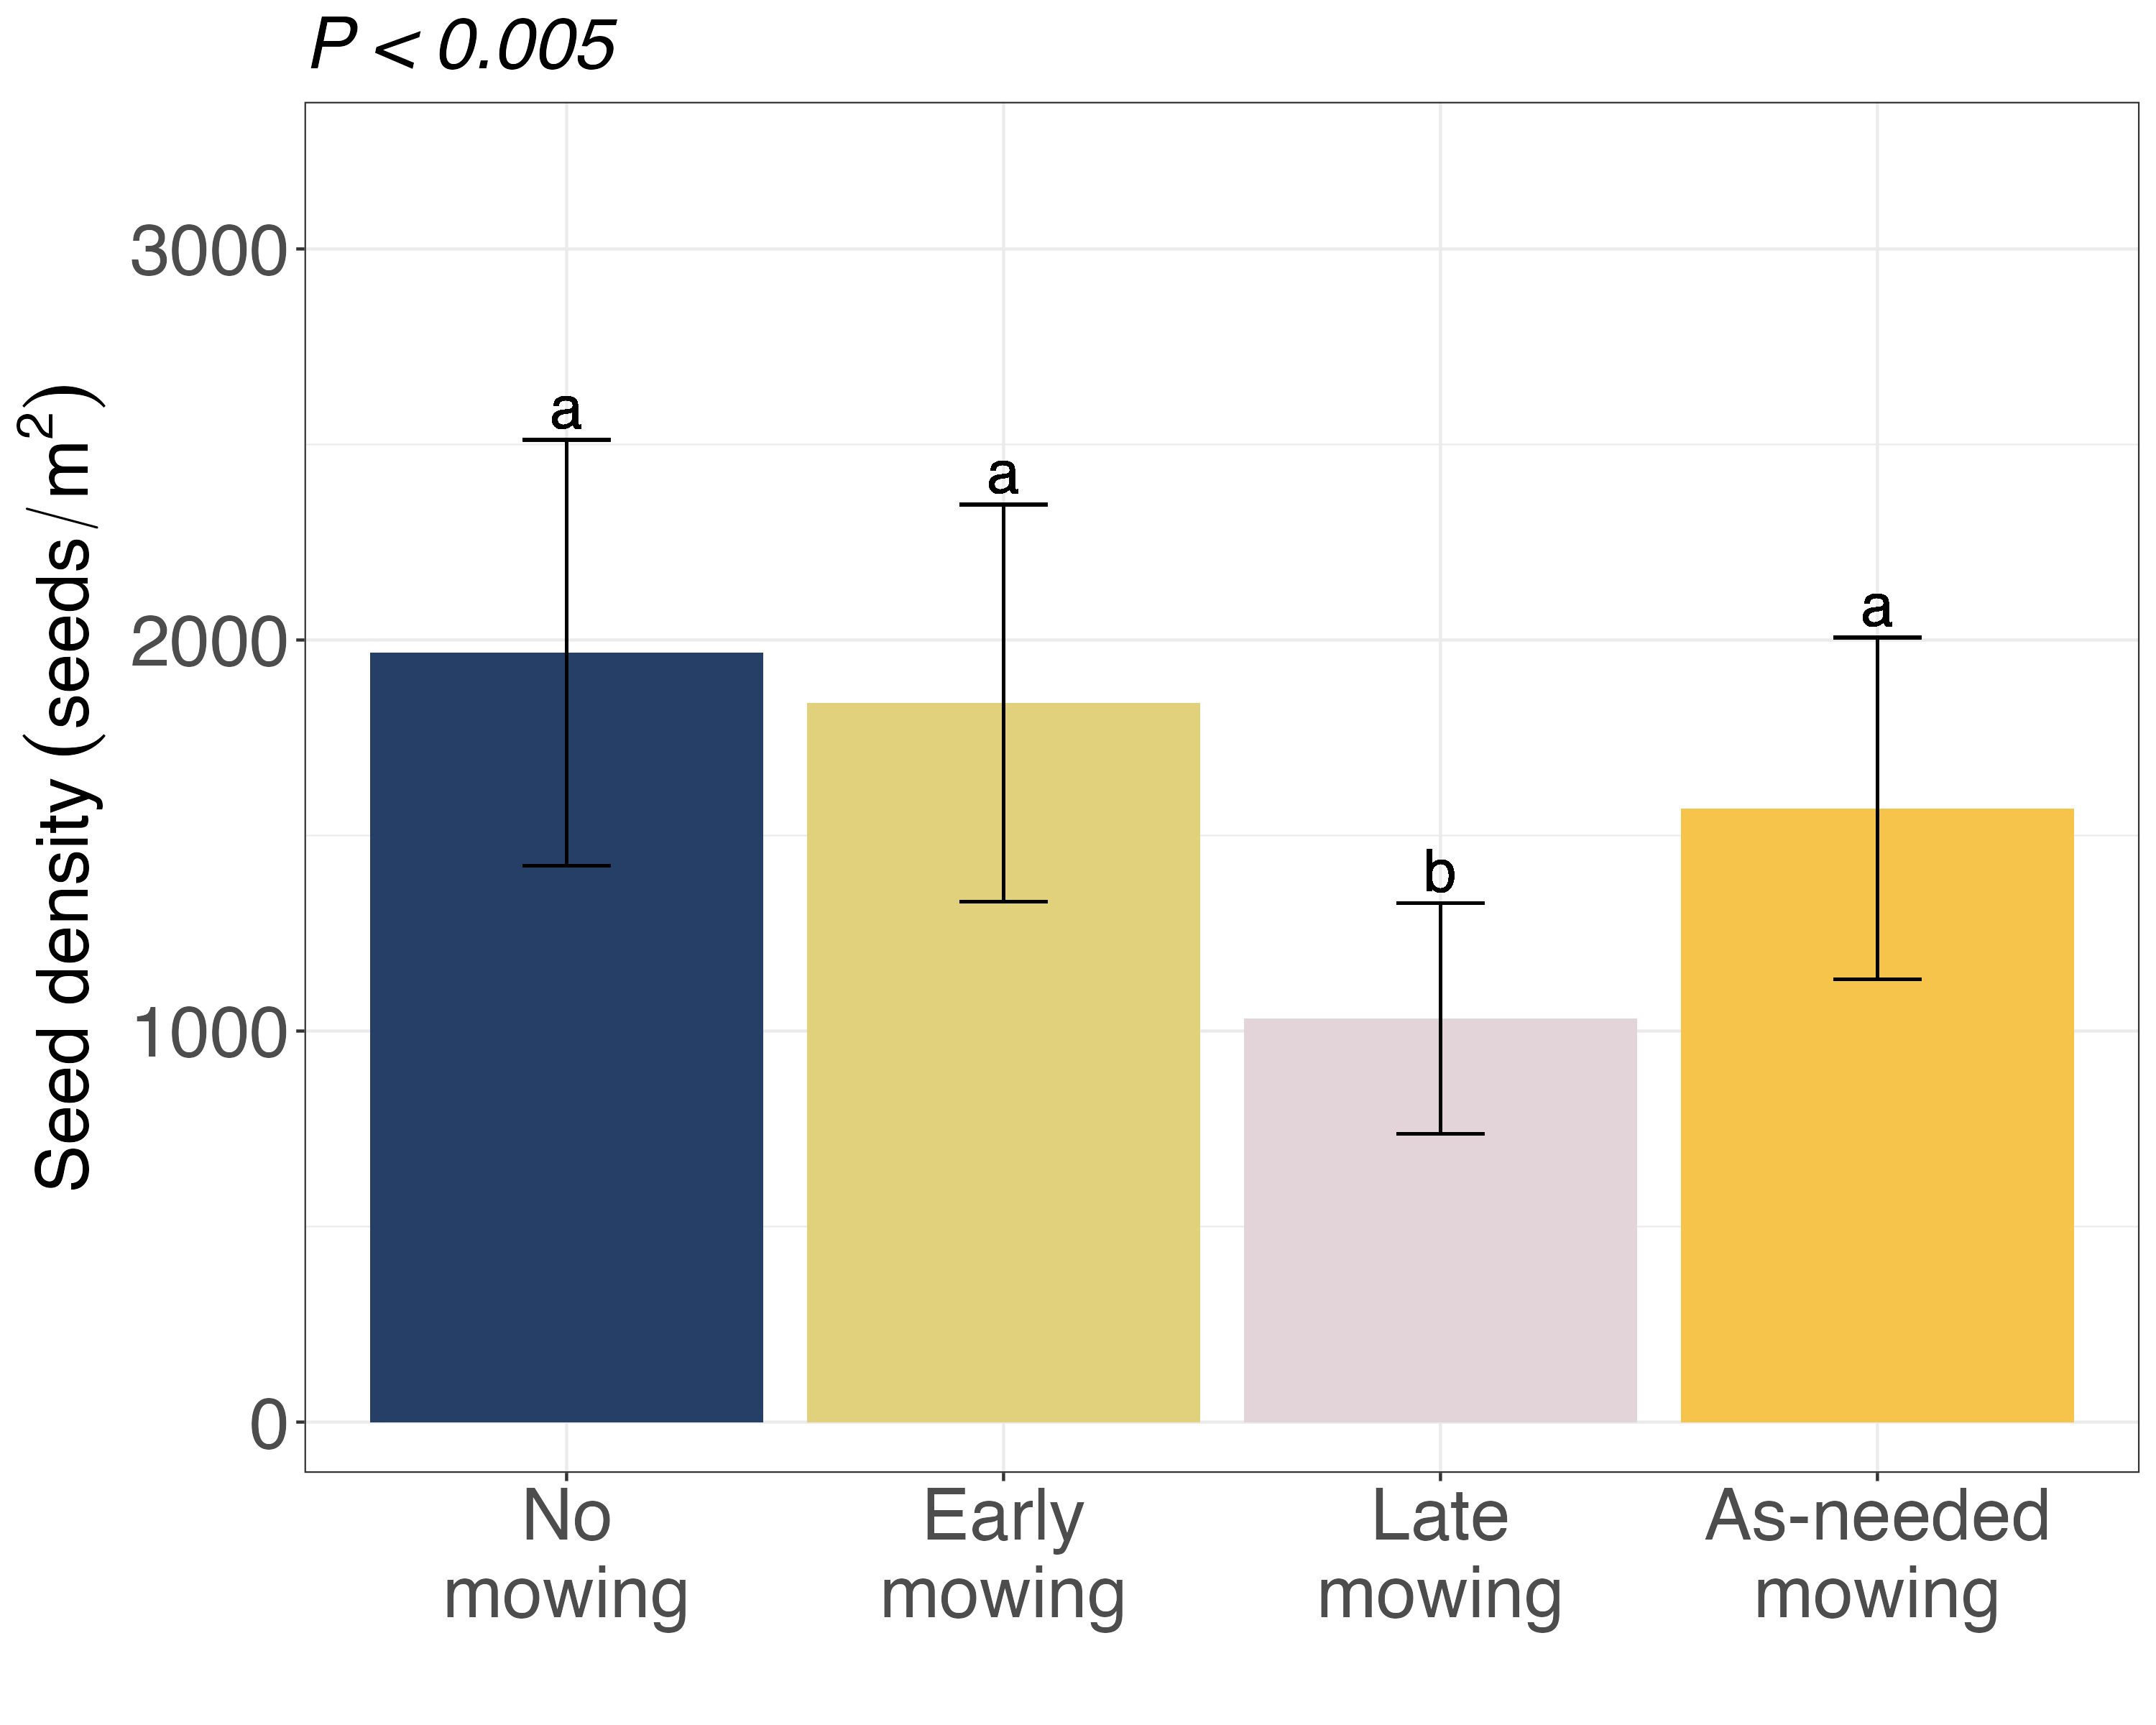 P < 0.005
Seed density (seeds/m²)
3000
2000
1000
0
a
a
b
a
No mowing
Early mowing
Late mowing
As-needed mowing